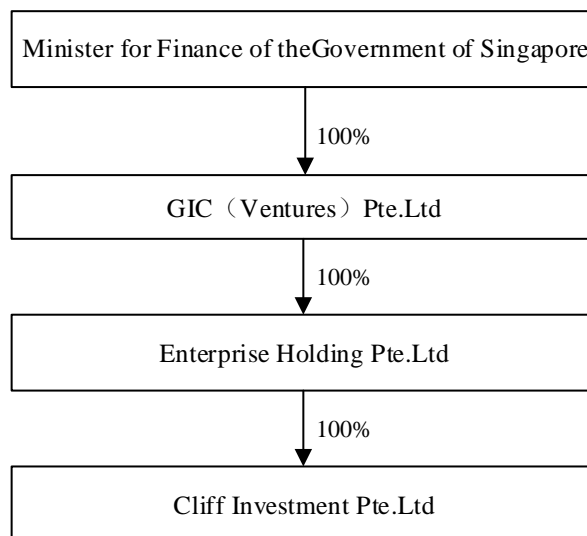 Minister for Finance of theGovernment of Singapore
100%
GIC（Ventures）Pte.Ltd
100%
Enterprise Holding Pte.Ltd
100%
Cliff Investment Pte.Ltd